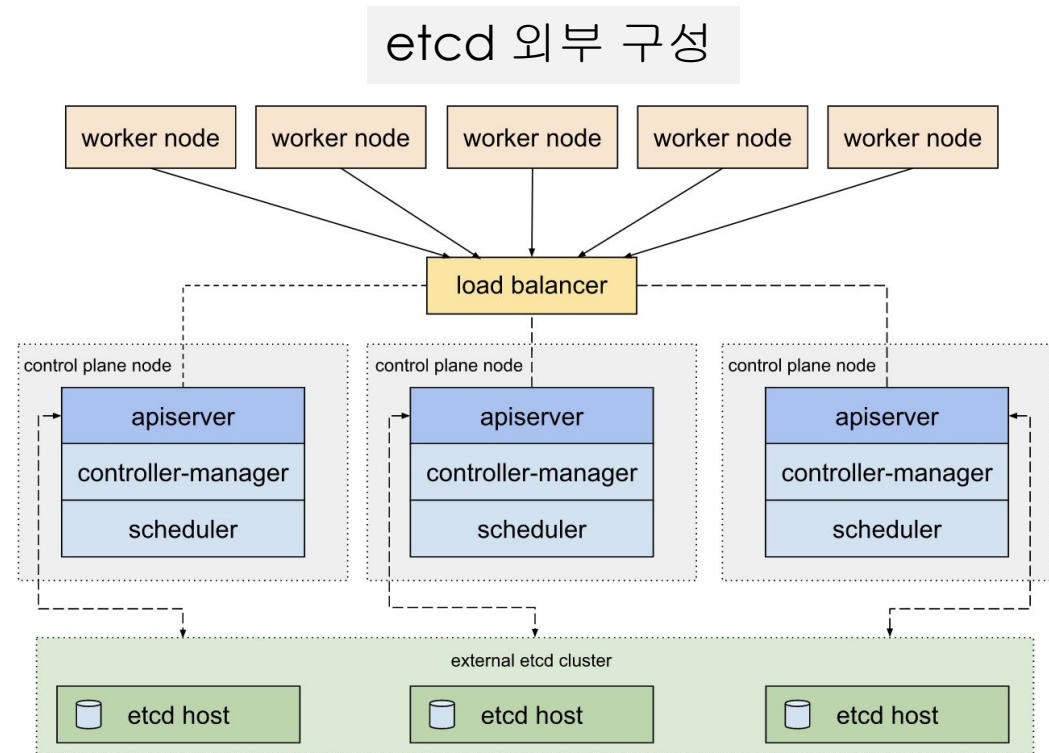 etcd 외부 구성
worker node
worker node
worker node
worker node
worker node
load balancer
control plane node
apiserver
controller-manager
scheduler
control plane node
apiserver
controller-manager
scheduler
control plane node
apiserver
controller-manager
scheduler
external etcd cluster
etcd host
etcd host
etcd host